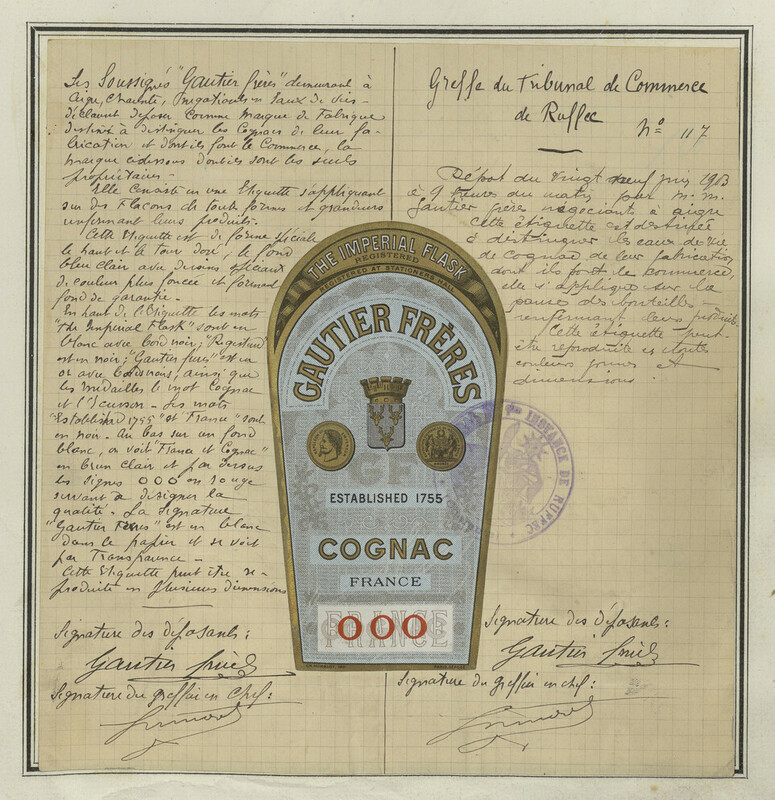 Les Soussignés "Gautier frères" demeurant à
Aigre, Charente, Négociants en Eaux de Vie
déclarent déposer comme Marque de Fabrique
destinée à distinguer les Cognacs de leur fa-
brication et dont ils font le Commerce, la
marque ci-dessous dont ils sont les seuls
propriétaires -
Elle consiste en une Etiquette s'appliquant
sur des Flacons de toute formes et grandeurs
renfermant leurs produits -
Cette Etiquette est de forme spéciale
le haut et le tour doré, le fond
bleu clair avec dessins spéciaux
de couleur plus foncée et formant
fond de garantie -
En haut de l'Etiquette les mots
"the Imperial Flask" sont en
blanc avec bord noir; "Registered"
est en noir; "Gautier frères" est en
or avec bords noirs, ainsi que
les médailles le mot Cognac
et l'Ecusson - Les mots
"Established 1755" et France" sont
en noir - Au bas sur un fond
blanc, on voit "France et Cognac"
en brun clair et par dessus
les signes OOO en rouge
servant à désigner la
qualité - La signature
"Gautier Frères" est en blanc
dans le papier et se voit
par Transparence -
Cette Etiquette peut être re-
produite en plusieurs dimensions
Signature des déposants:
Gautier frères
Signature du greffier en chef:
Greffe du Tribunal de Commerce
de Ruffec
No 117
Dépôt du vingt neuf juin 1903
à 9 heures du matin par M.M.
Gautier frères négociants à Aigre
Cette étiquette est destinée
à distinguer les eaux de vie
de cognac de leur fabrication
dont ils font le commerce,
elle s'applique sur la
panse des bouteilles
renfermant leurs produits.
Cette étiquette peut
être reproduite en toutes
couleurs formes et
dimensions.
THE IMPERIAL FLASK
REGISTERED
REGISTERED AT STATIONERS HALL
GAUTIER FRÈRES
GF
ESTABLISHED 1755
COGNAC
FRANCE
FRANCE
OOO
INSTANCE DE RUFFEC
Signature des déposants:
Gautier frères
Signature du greffier en chef: